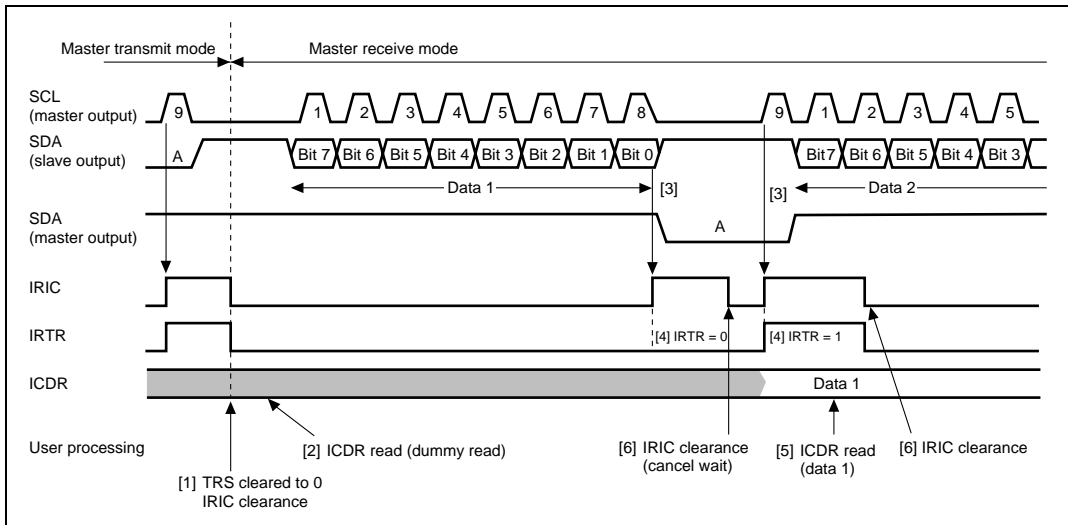 Master transmit mode
Master receive mode
SCL
(master output)
9 1 2 3 4 5 6 7 8 9 1 2 3 4 5
SDA
(slave output)
A Bit 7 Bit 6 Bit 5 Bit 4 Bit 3 Bit 2 Bit 1 Bit 0 Bit7 Bit 6 Bit 5 Bit 4 Bit 3
Data 1 [3] [3] Data 2
SDA
(master output)
A
IRIC
IRTR
[4] IRTR = 0 [4] IRTR = 1
ICDR
Data 1
User processing
[2] ICDR read (dummy read)
[6] IRIC clearance
(cancel wait)
[5] ICDR read
(data 1)
[6] IRIC clearance
[1] TRS cleared to 0
IRIC clearance